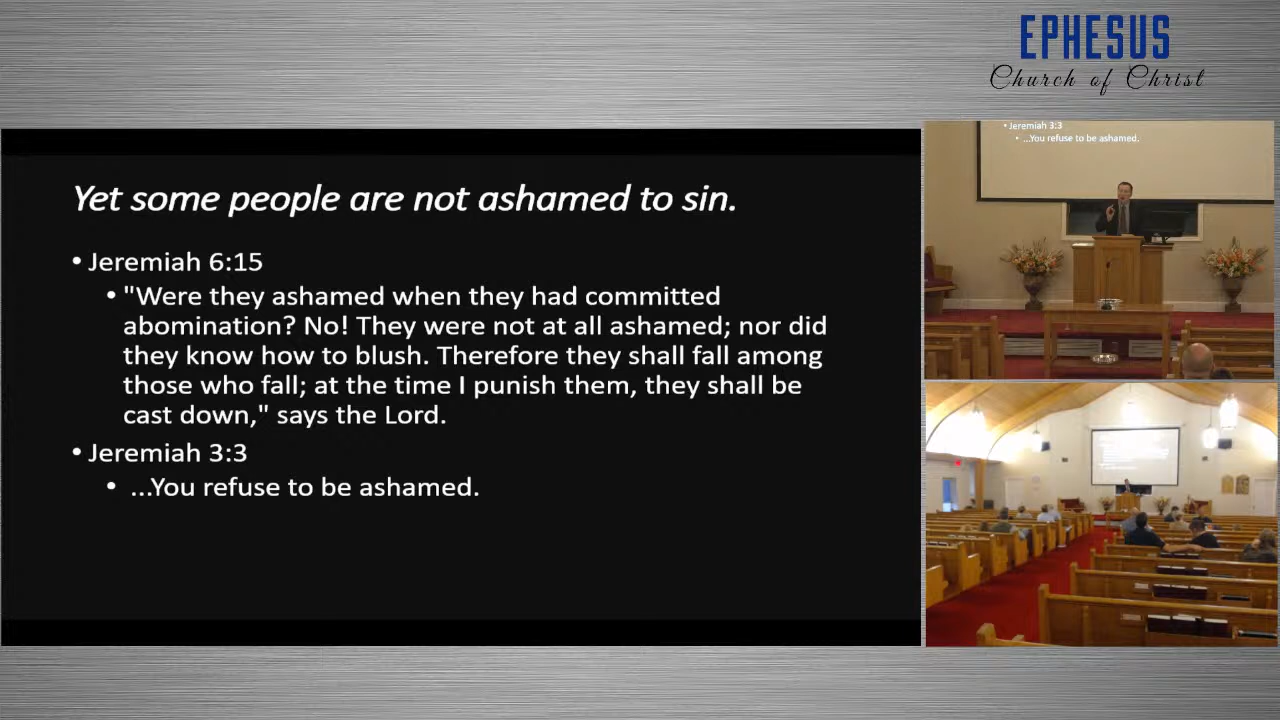 EPHESUS
Church of Christ
Yet some people are not ashamed to sin.
• Jeremiah 6:15
• "Were they ashamed when they had committed
abomination? No! They were not at all ashamed; nor did
they know how to blush. Therefore they shall fall among
those who fall; at the time I punish them, they shall be
cast down," says the Lord.
• Jeremiah 3:3
• ...You refuse to be ashamed.
• Jeremiah 3:3
• ...You refuse to be ashamed.